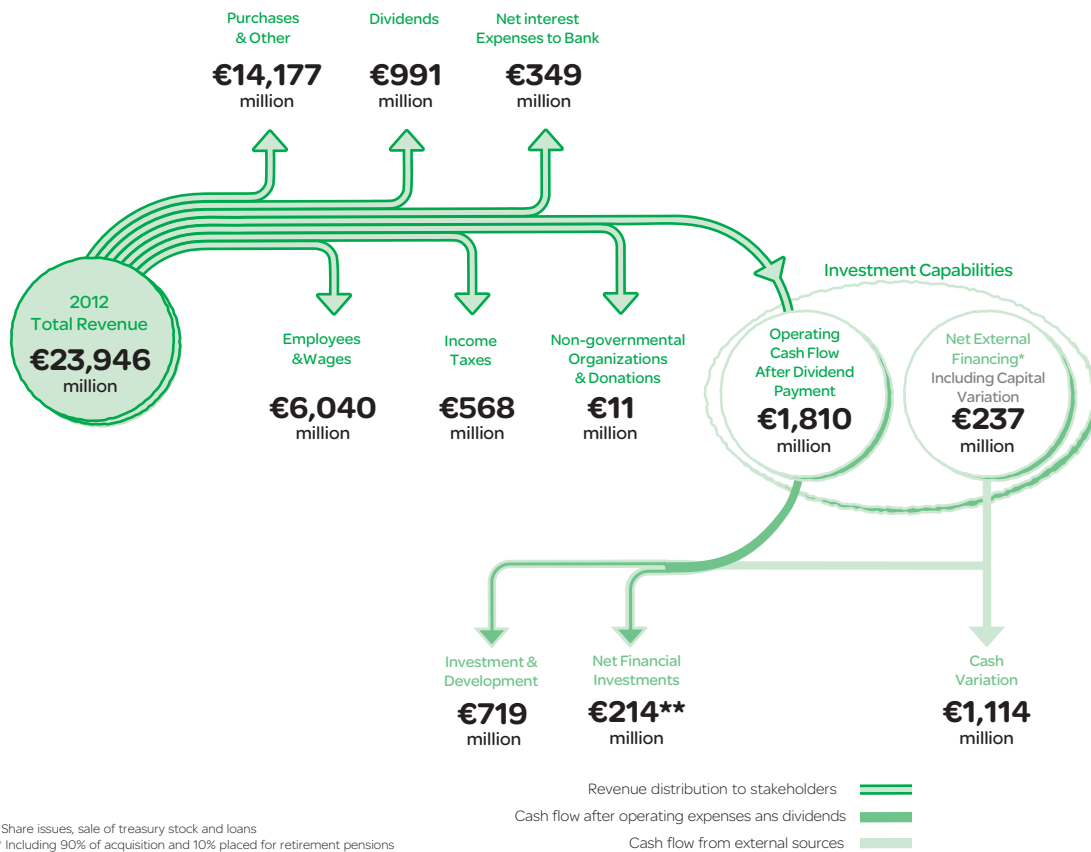 Purchases
& Other
€14,177
million
Dividends
€991
million
Net interest
Expenses to Bank
€349
million
2012
Total Revenue
€23,946
million
Employees
&Wages
€6,040
million
Income
Taxes
€568
million
Non-governmental
Organizations
& Donations
€11
million
Investment Capabilities
Operating
Cash Flow
After Dividend
Payment
€1,810
million
Net External
Financing*
Including Capital
Variation
€237
million
Investment &
Development
€719
million
Net Financial
Investments
€214**
million
Cash
Variation
€1,114
million
Revenue distribution to stakeholders
Cash flow after operating expenses ans dividends
Cash flow from external sources
Share issues, sale of treasury stock and loans
* Including 90% of acquisition and 10% placed for retirement pensions